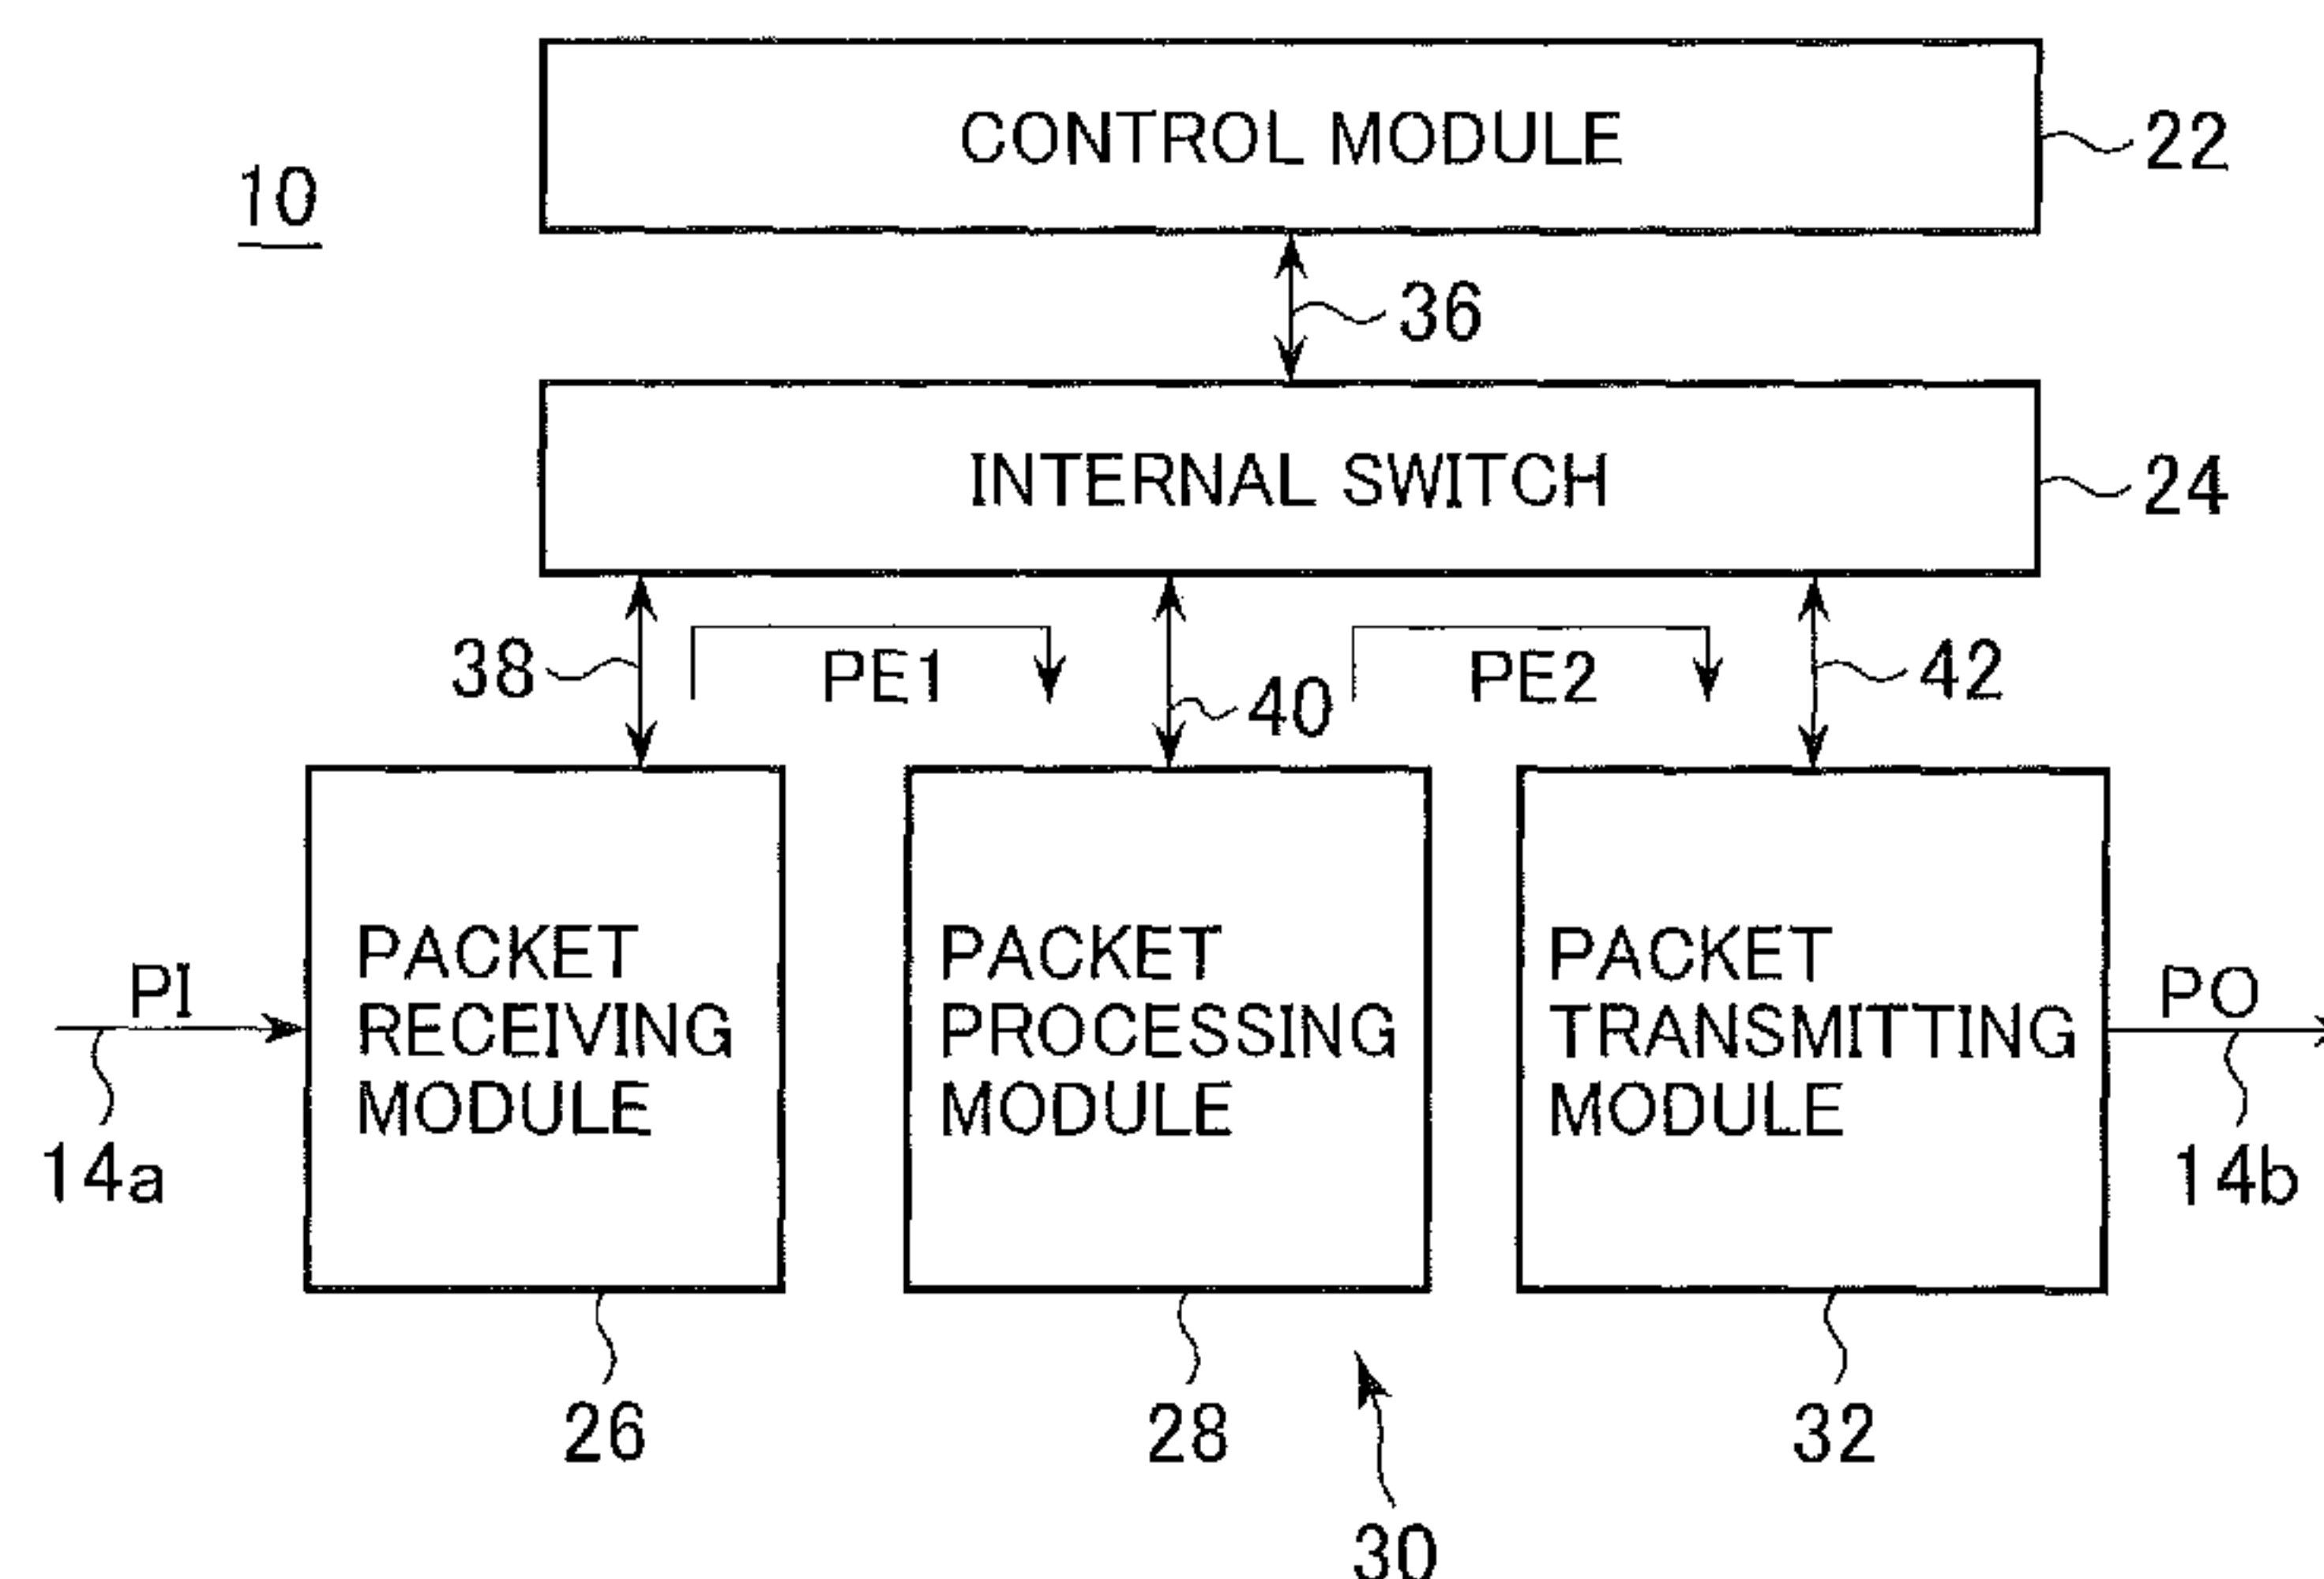 CONTROL MODULE
22
10
36
INTERNAL SWITCH
24
38
PE1
40
PE2
42
PI
PACKET
RECEIVING
MODULE
PACKET
PROCESSING
MODULE
PACKET
TRANSMITTING
MODULE
PO
14a
14b
26
28
32
30